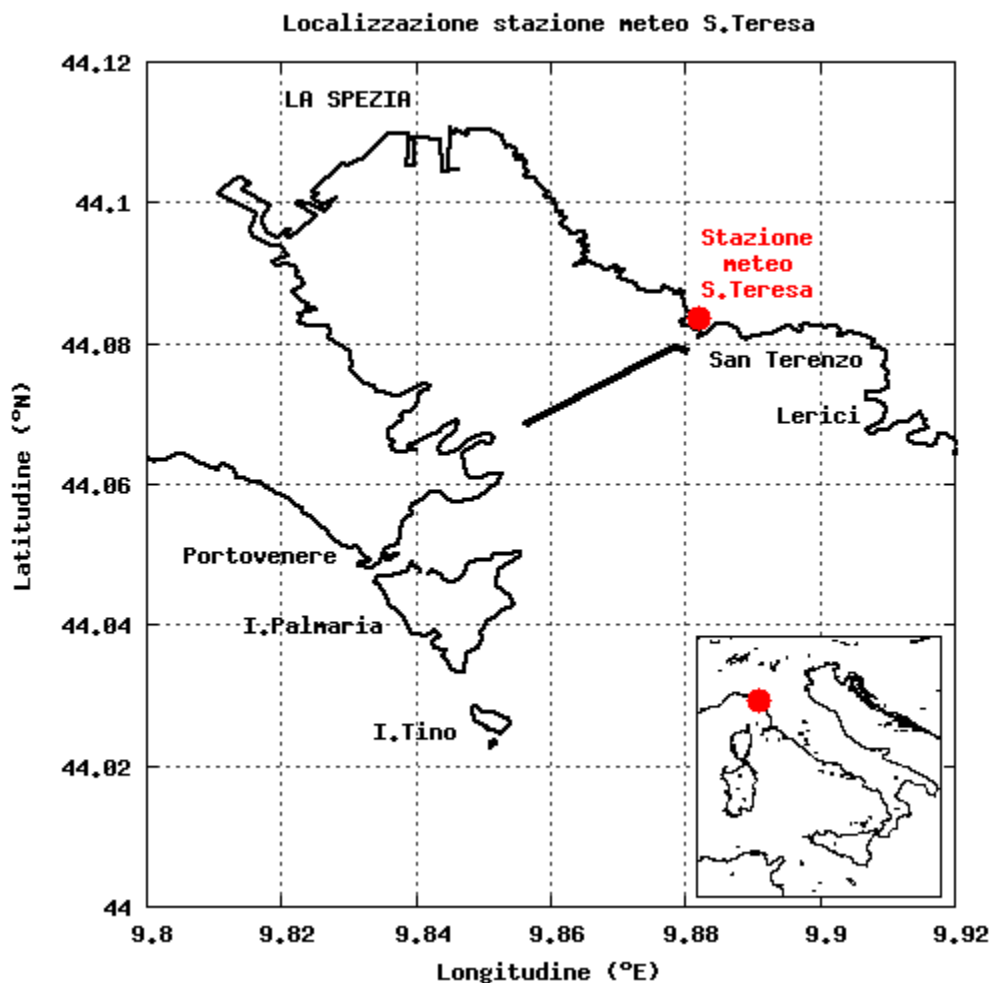 Localizzazione stazione meteo S.Teresa
44.12
LA SPEZIA
44.1
Stazione
meteo
S.Teresa
44.08
San Terenzo
Lerici
44.06
Portovenere
44.04
I.Palmaria
I.Tino
44.02
44
9.8 9.82 9.84 9.86 9.88 9.9 9.92
Longitudine (ºE)
Latitudine (ºN)